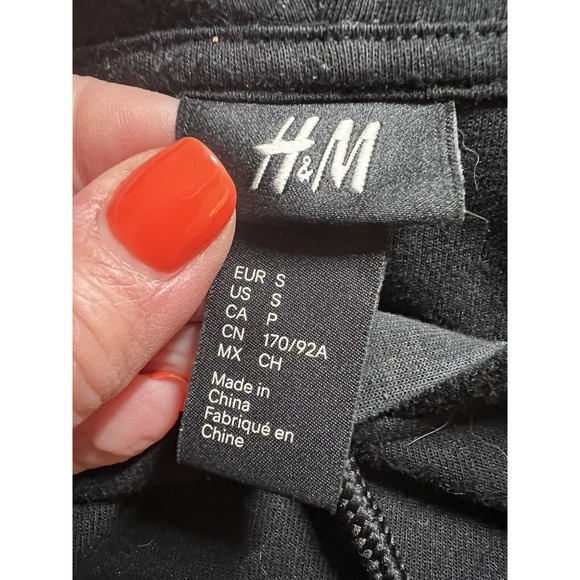 H&M
EUR S
US S
CA P
CN 170/92A
MX CH
Made in
China
Fabriqué en
Chine